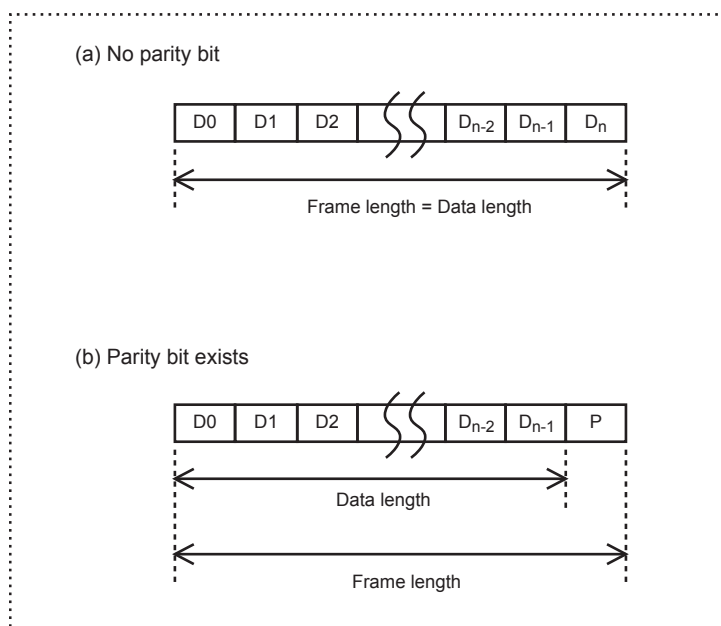 (a) No parity bit
D0 D1 D2 Dn-2 Dn-1 Dn
Frame length = Data length
(b) Parity bit exists
D0 D1 D2 Dn-2 Dn-1 P
Data length
Frame length